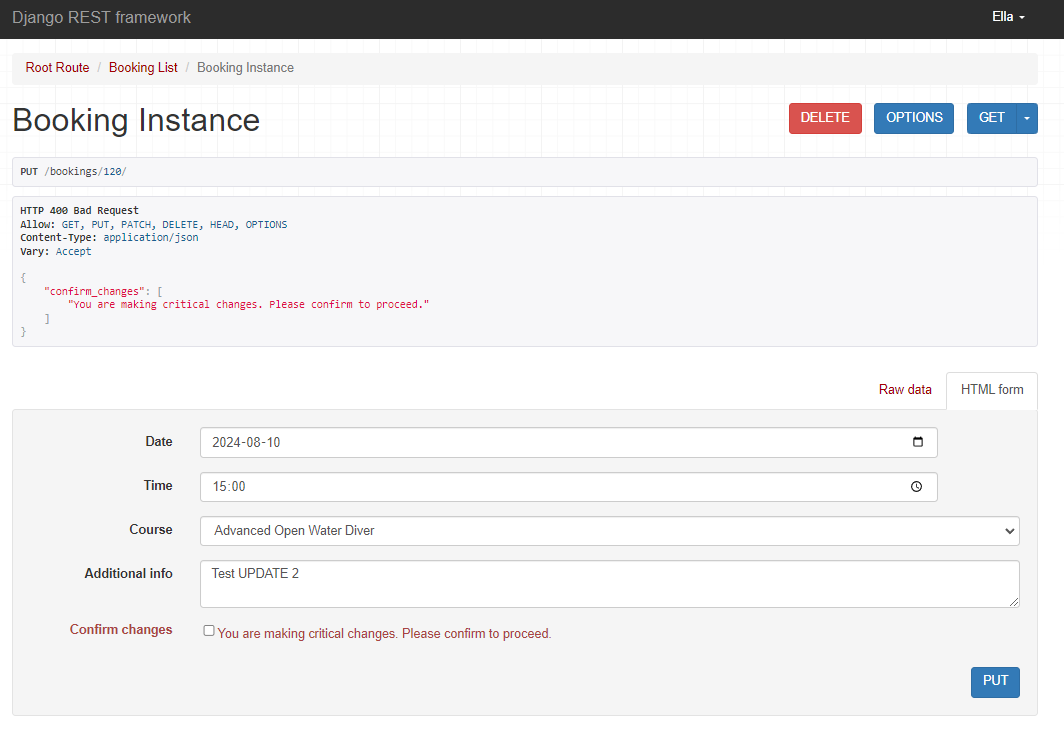 Django REST framework
Ella
Root Route / Booking List / Booking Instance
Booking Instance
DELETE
OPTIONS
GET
PUT /bookings/120/
HTTP 400 Bad Request
Allow: GET, PUT, PATCH, DELETE, HEAD, OPTIONS
Content-Type: application/json
Vary: Accept
{
    "confirm_changes": [
        "You are making critical changes. Please confirm to proceed."
    ]
}
Raw data
HTML form
Date
2024-08-10
Time
15:00
Course
Advanced Open Water Diver
Additional info
Test UPDATE 2
Confirm changes
You are making critical changes. Please confirm to proceed.
PUT